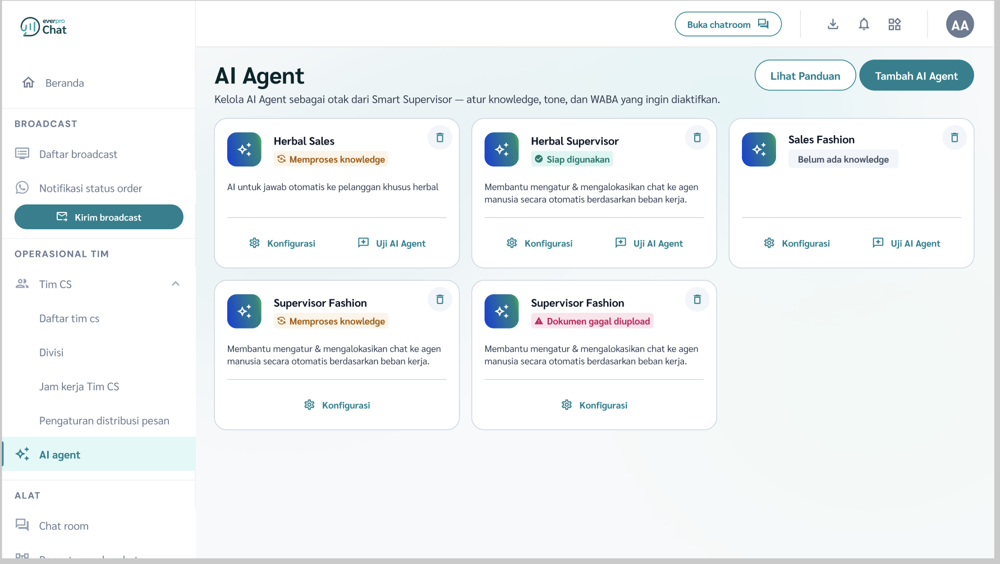 everpro
Chat
Buka chatroom
AA
Beranda
BROADCAST
Daftar broadcast
Notifikasi status order
Kirim broadcast
OPERASIONAL TIM
Tim CS
Daftar tim cs
Divisi
Jam kerja Tim CS
Pengaturan distribusi pesan
AI agent
ALAT
Chat room
AI Agent
Lihat Panduan
Tambah AI Agent
Kelola AI Agent sebagai otak dari Smart Supervisor — atur knowledge, tone, dan WABA yang ingin diaktifkan.
Herbal Sales
Memproses knowledge
AI untuk jawab otomatis ke pelanggan khusus herbal
Konfigurasi
Uji AI Agent
Herbal Supervisor
Siap digunakan
Membantu mengatur & mengalokasikan chat ke agen
manusia secara otomatis berdasarkan beban kerja.
Konfigurasi
Uji AI Agent
Sales Fashion
Belum ada knowledge
Konfigurasi
Uji AI Agent
Supervisor Fashion
Memproses knowledge
Membantu mengatur & mengalokasikan chat ke agen
manusia secara otomatis berdasarkan beban kerja.
Konfigurasi
Supervisor Fashion
Dokumen gagal diupload
Membantu mengatur & mengalokasikan chat ke agen
manusia secara otomatis berdasarkan beban kerja.
Konfigurasi